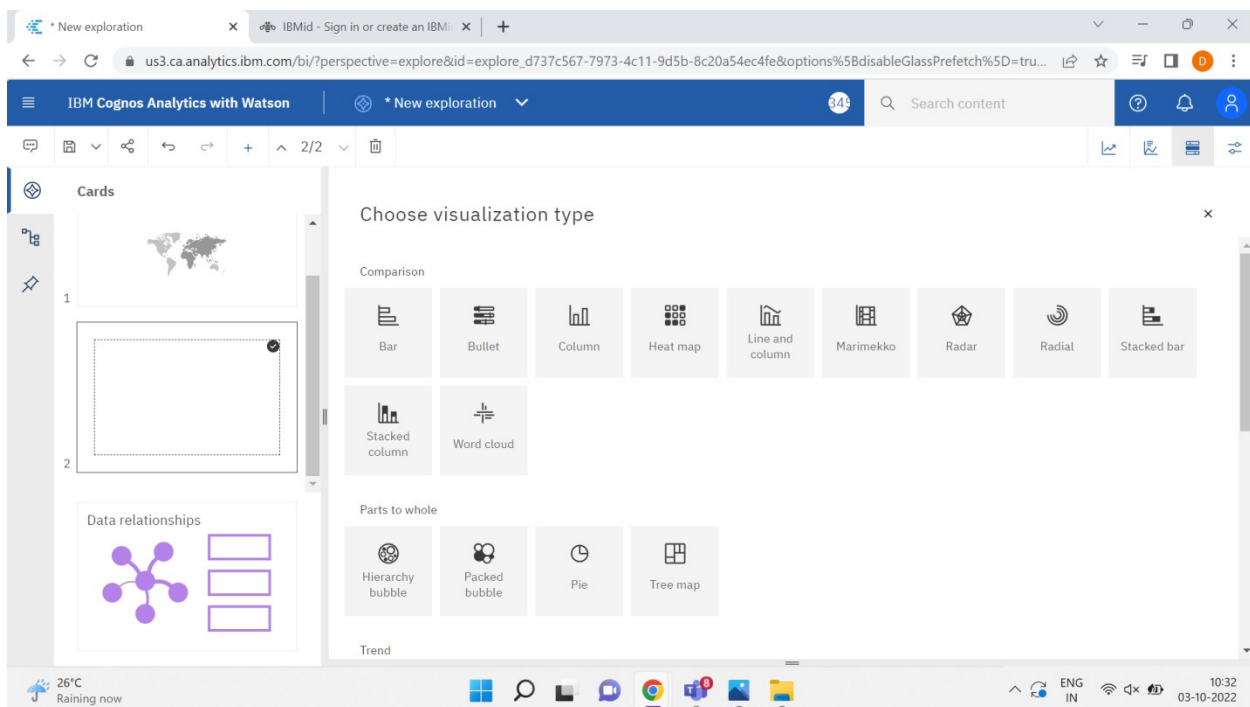 * New exploration
IBMid - Sign in or create an IBMi
us3.ca.analytics.ibm.com/bi/?perspective=explore&id=explore_d737c567-7973-4c11-9d5b-8c20a54ec4fe&options%5BdisableGlassPrefetch%5D=tru...
D
IBM Cognos Analytics with Watson
* New exploration
345
Search content
2/2
Cards
Choose visualization type
1
Comparison
Bar
Bullet
Column
Heat map
Line and
column
Marimekko
Radar
Radial
Stacked bar
Stacked
column
Word cloud
2
Parts to whole
Data relationships
Hierarchy
bubble
Packed
bubble
Pie
Tree map
Trend
26°C
Raining now
8
ENG
IN
10:32
03-10-2022